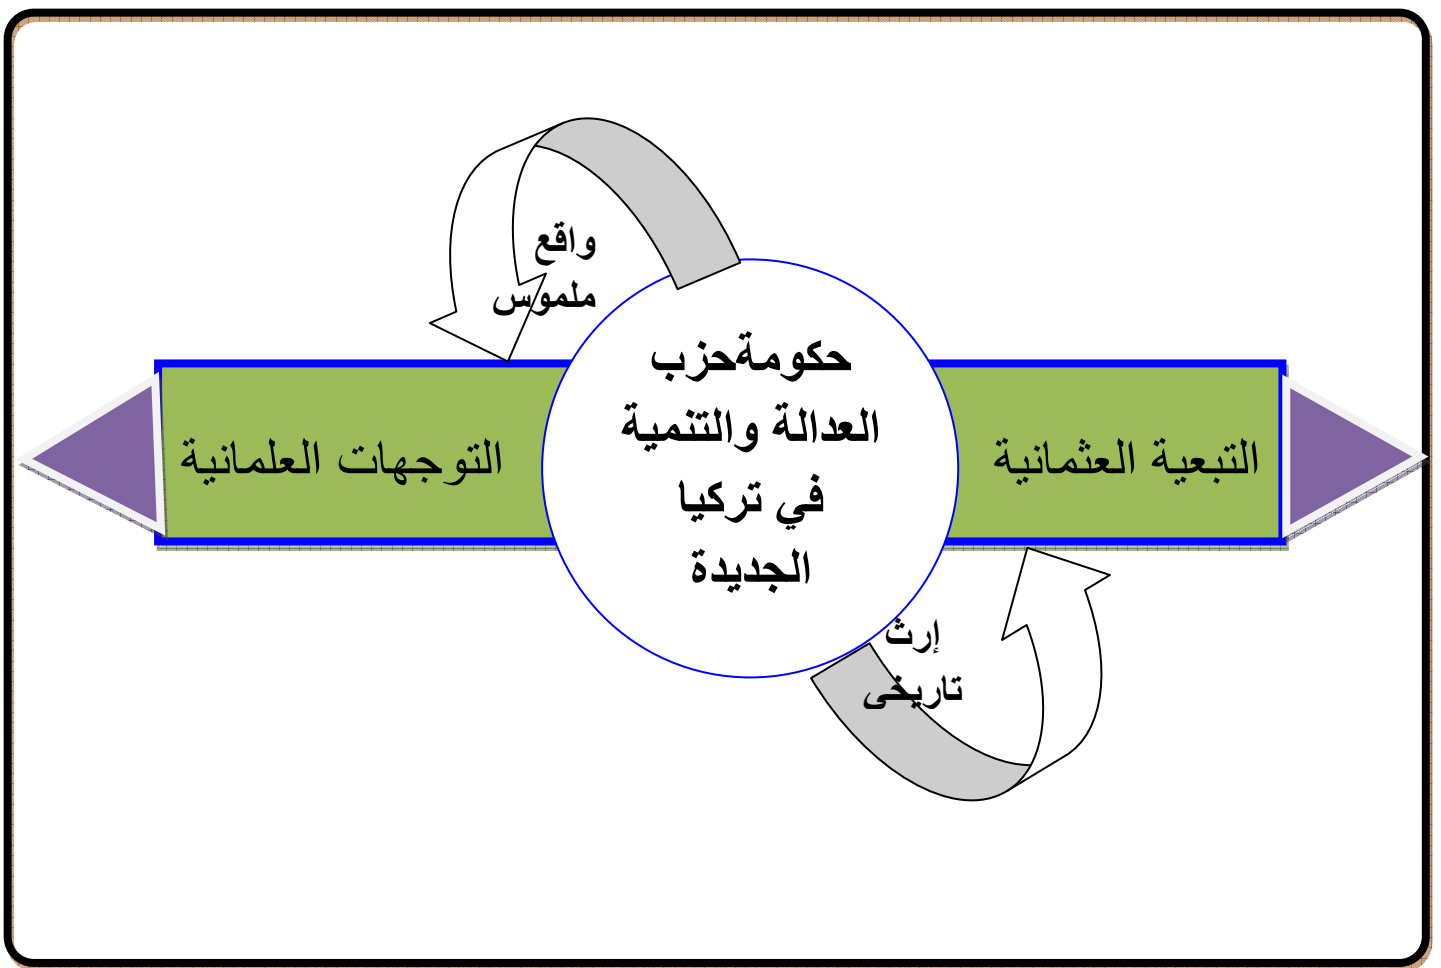 واقع
ملموس
حكومةحزب
العدالة والتنمية
في تركيا
الجديدة
التبعية العثمانية
التوجهات العلمانية
إرث
تاريخى